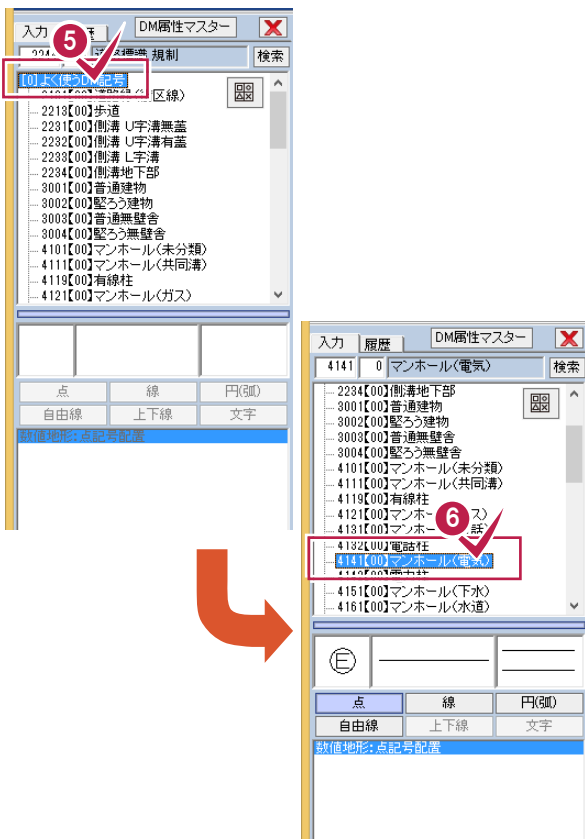 入力
DM属性マスター
5
規制
検索
[0]よく使うDM記号
2213【00】歩道
2231【00】側溝 U字溝無蓋
2232【00】側溝 U字溝有蓋
2233【00】側溝 L字溝
2234【00】側溝地下部
3001【00】普通建物
3002【00】堅ろう建物
3003【00】普通無壁舎
3004【00】堅ろう無壁舎
4101【00】マンホール(未分類)
4111【00】マンホール(共同溝)
4119【00】有線柱
4121【00】マンホール(ガス)
点 線 円(弧)
自由線 上下線 文字
数値地形:点記号配置
入力 履歴 DM属性マスター
4141 0 マンホール(電気) 検索
2234【00】側溝地下部
3001【00】普通建物
3002【00】堅ろう建物
3003【00】普通無壁舎
3004【00】堅ろう無壁舎
4101【00】マンホール(未分類)
4111【00】マンホール(共同溝)
4119【00】有線柱
4121【00】マンホ ス)
6
4131【00】マンホ 話)
4132【00】電話柱
4141【00】マンホール(電気)
4151【00】マンホール(下水)
4161【00】マンホール(水道)
E
点 線 円(弧)
自由線 上下線 文字
数値地形:点記号配置